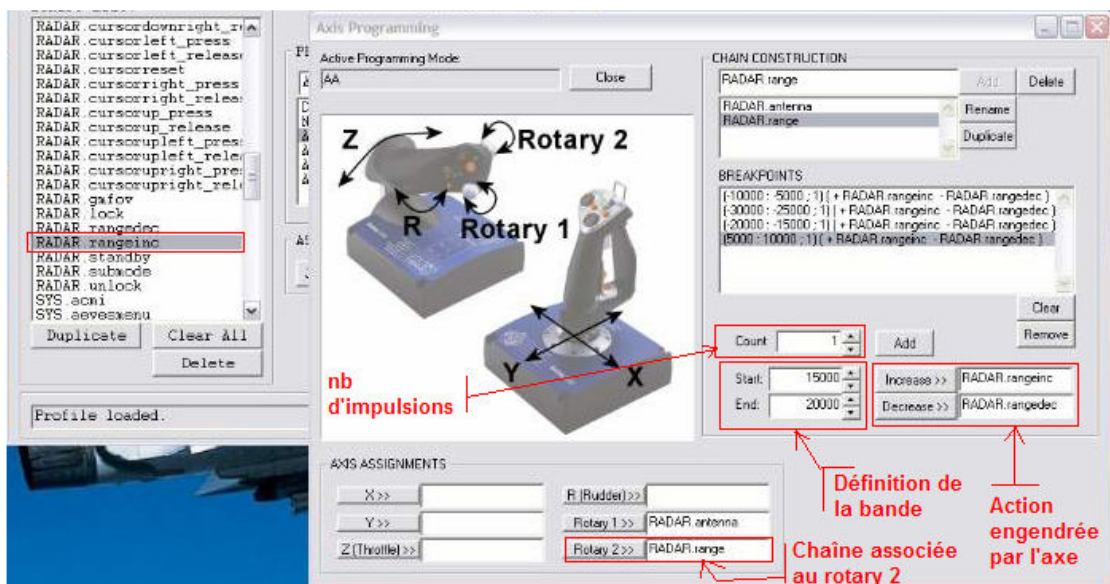 RADAR.cursordownright_re
RADAR.cursorleft_press
RADAR.cursorleft_release
RADAR.cursorreset
RADAR.cursorright_press
RADAR.cursorright_releas
RADAR.cursorup_press
RADAR.cursorup_release
RADAR.cursorupleft_press
RADAR.cursorupleft_relea
RADAR.cursorupright_pres
RADAR.cursorupright_rele
RADAR.gmfov
RADAR.lock
RADAR.rangedec
RADAR.rangeinc
RADAR.standby
RADAR.submode
RADAR.unlock
SYS.acmi
SYS.aevesmenu
Duplicate
Clear All
Delete
Profile loaded.
Axis Programming
Active Programming Mode:
AA
Close
Z
Rotary 2
R
Rotary 1
Y
X
nb
d'impulsions
CHAIN CONSTRUCTION
RADAR.range
Add
Delete
RADAR.antenna
RADAR.range
Rename
Duplicate
BREAKPOINTS
(-10000 : -5000 ; 1) ( + RADAR.rangeinc - RADAR.rangedec )
(-30000 : -25000 ; 1) ( + RADAR.rangeinc - RADAR.rangedec )
(-20000 : -15000 ; 1) ( + RADAR.rangeinc - RADAR.rangedec )
(5000 : 10000 ; 1) ( + RADAR.rangeinc - RADAR.rangedec )
Clear
Remove
Count
1
Add
Start:
15000
Increase >>
RADAR.rangeinc
End:
20000
Decrease >>
RADAR.rangedec
Définition de
la bande
Action
engendrée
par l'axe
AXIS ASSIGNMENTS
X >>
R (Rudder) >>
Y >>
Rotary 1 >>
RADAR.antenna
Z (Throttle) >>
Rotary 2 >>
RADAR.range
Chaîne associée
au rotary 2